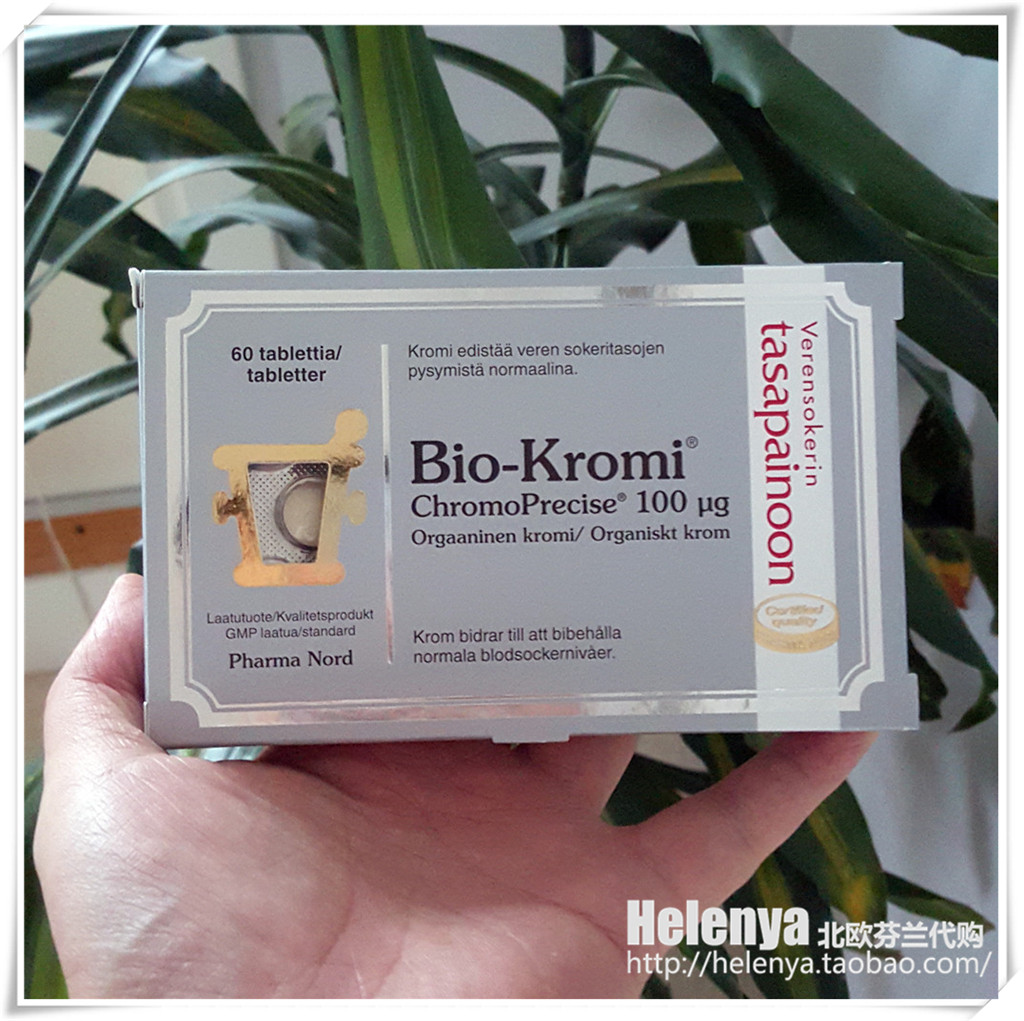 60 tablettia/
tabletter
Kromi edistää veren sokeritasojen
pysymistä normaalina.
Bio-Kromi®
ChromoPrecise® 100 µg
Orgaaninen kromi/ Organiskt krom
Laatutuote/Kvalitetsprodukt
GMP laatua/standard
Pharma Nord
Krom bidrar till att bibehålla
normala blodsockernivåer.
Verensokerin
tasapainoon
Certified
quality
Helenya 北欧芬兰代购
http://helenya.taobao.com/